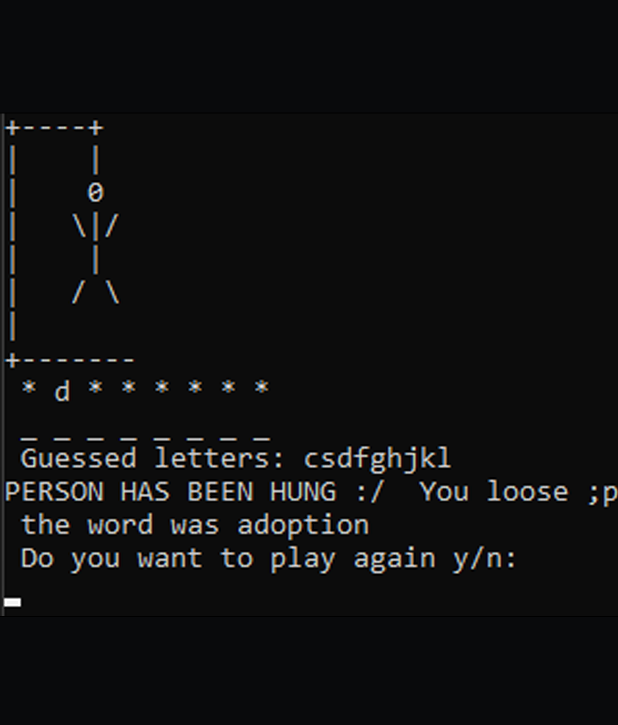 +----+
|    |
|    0
|   \|/
|    |
|   / \
|
+-------
 * d * * * * * *
 _ _ _ _ _ _ _ _
 Guessed letters: csdfghjkl
PERSON HAS BEEN HUNG :/  You loose ;p
 the word was adoption
 Do you want to play again y/n: